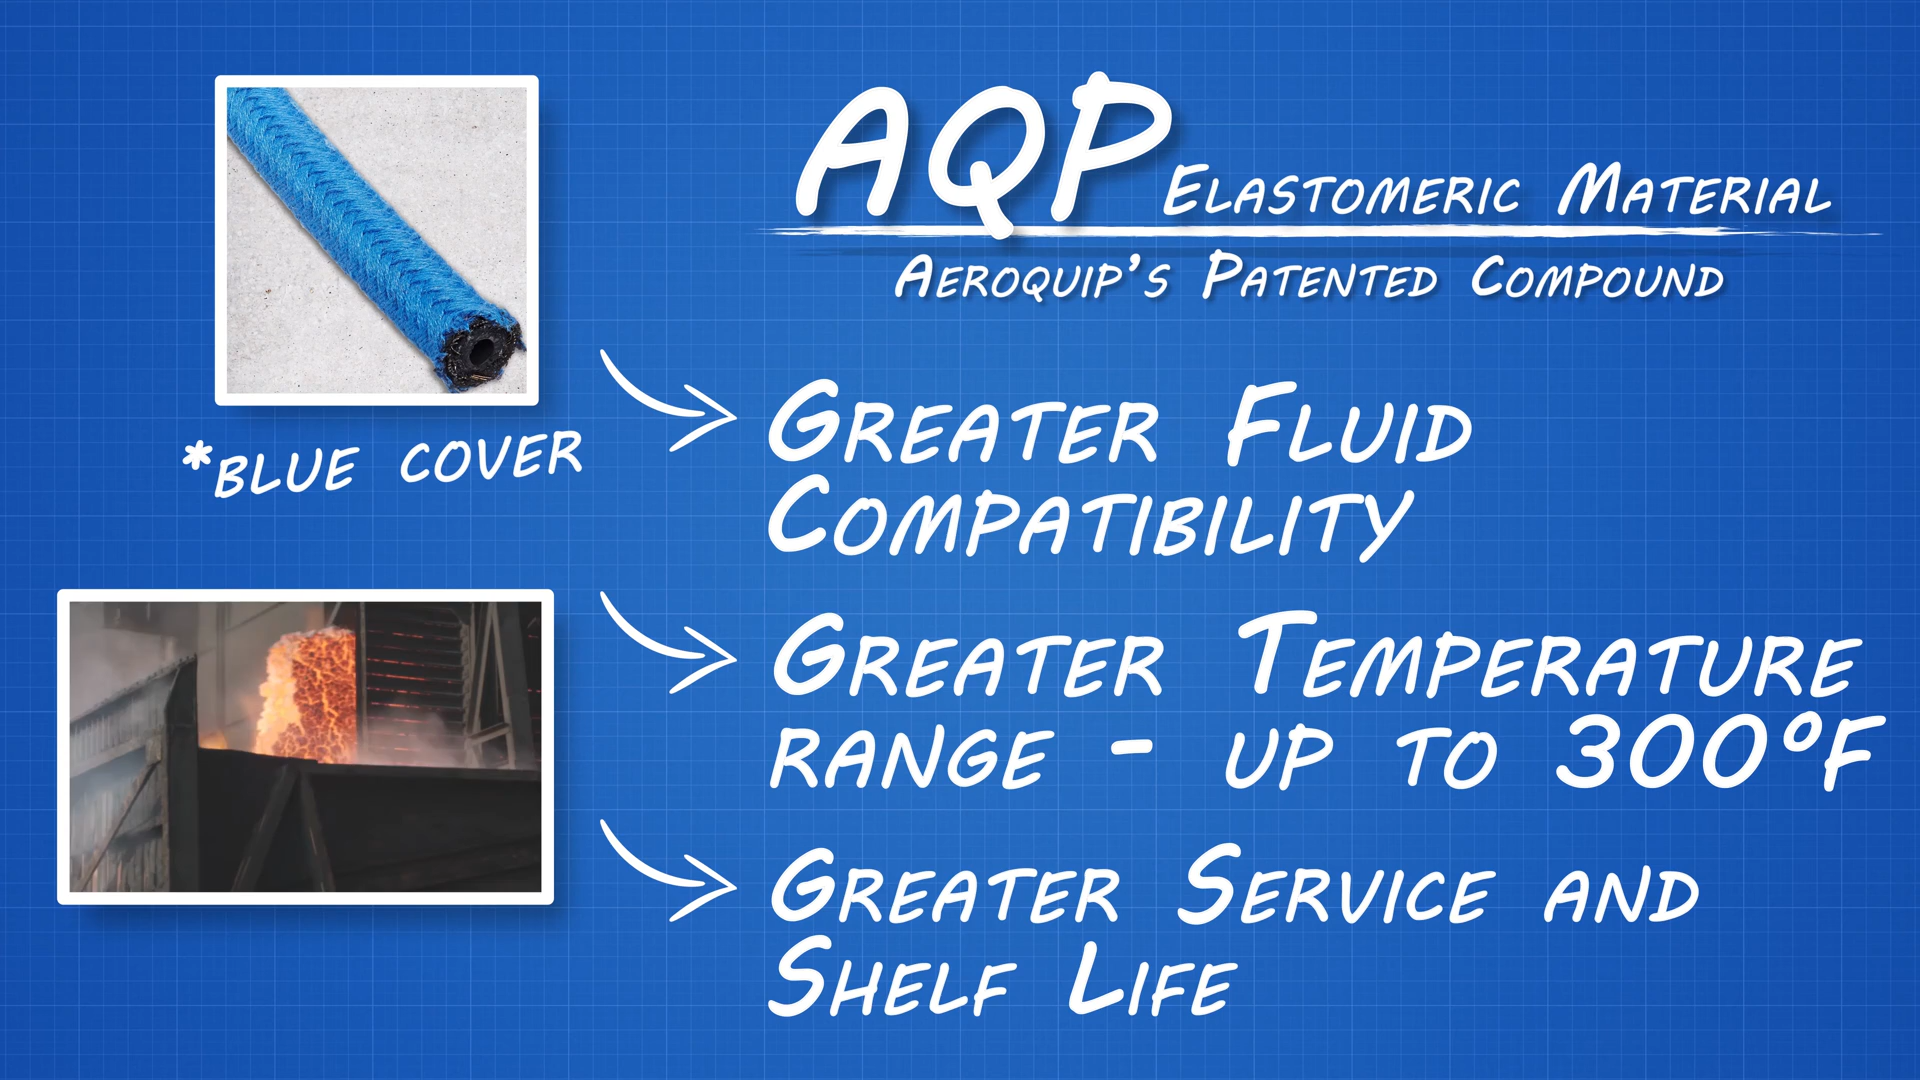 AQP Elastomeric Material
Aeroquip's Patented Compound
*Blue cover
Greater Fluid
Compatibility
Greater Temperature
range - up to 300°F
Greater Service and
Shelf Life